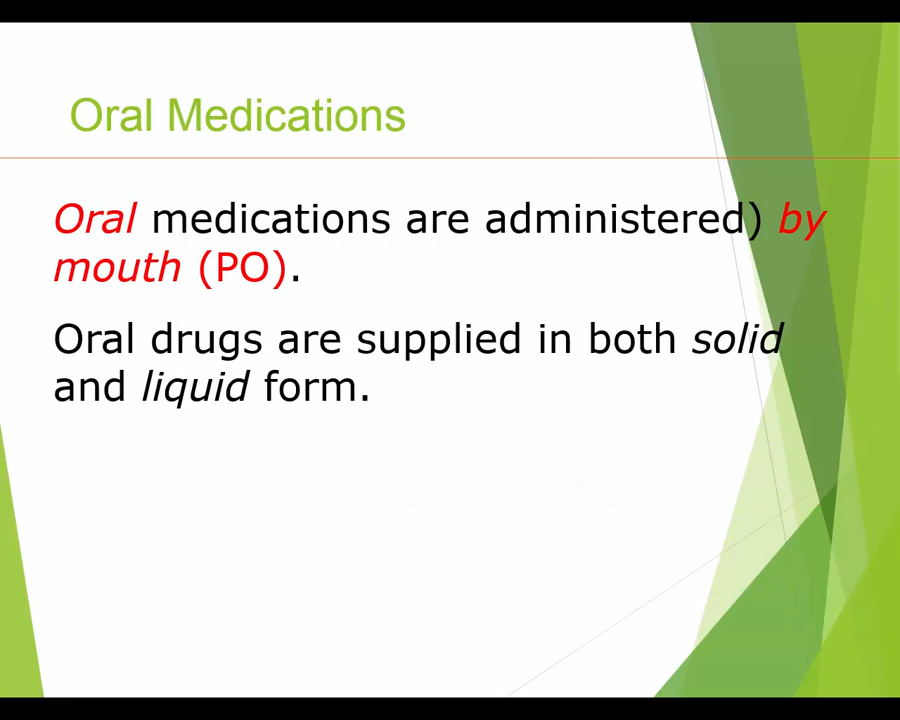 Oral Medications
Oral medications are administered) by
mouth (PO).
Oral drugs are supplied in both solid
and liquid form.